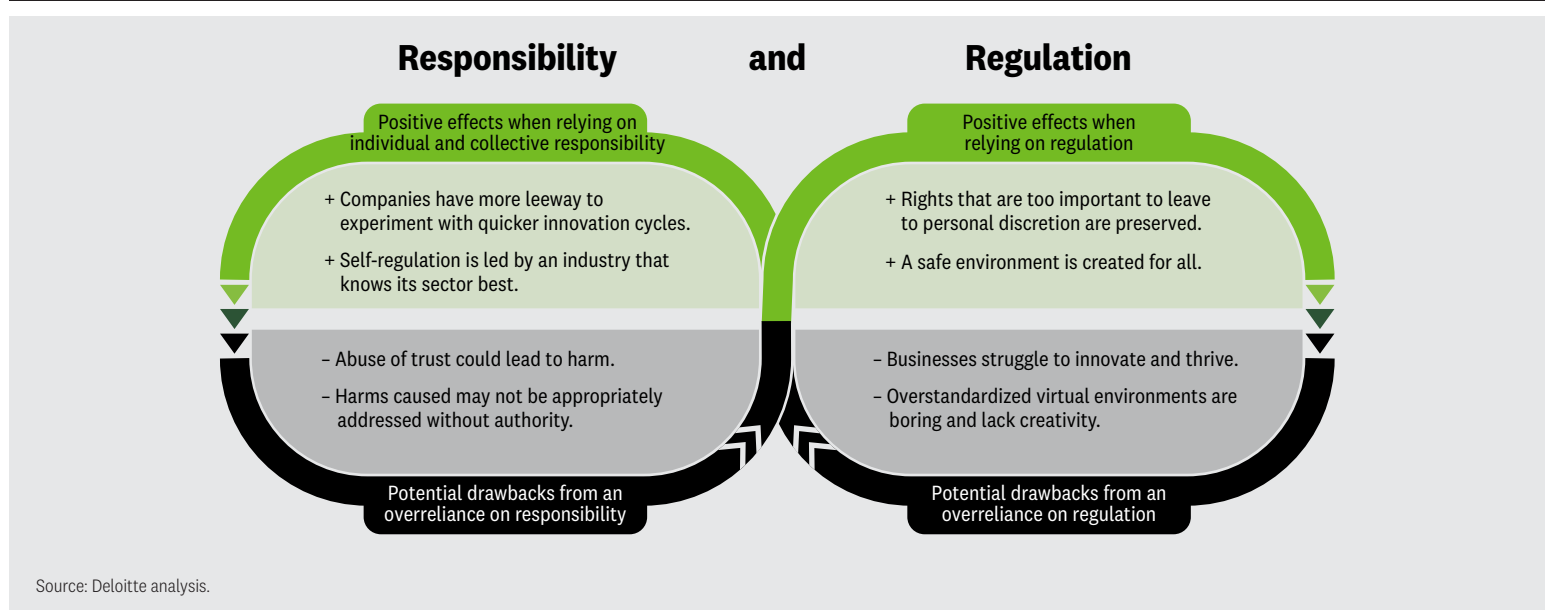 Responsibility and Regulation
Positive effects when relying on
individual and collective responsibility
+ Companies have more leeway to
experiment with quicker innovation cycles.
+ Self-regulation is led by an industry that
knows its sector best.
– Abuse of trust could lead to harm.
– Harms caused may not be appropriately
addressed without authority.
Potential drawbacks from an
overreliance on responsibility
Positive effects when
relying on regulation
+ Rights that are too important to leave
to personal discretion are preserved.
+ A safe environment is created for all.
– Businesses struggle to innovate and thrive.
– Overstandardized virtual environments are
boring and lack creativity.
Potential drawbacks from an
overreliance on regulation
Source: Deloitte analysis.